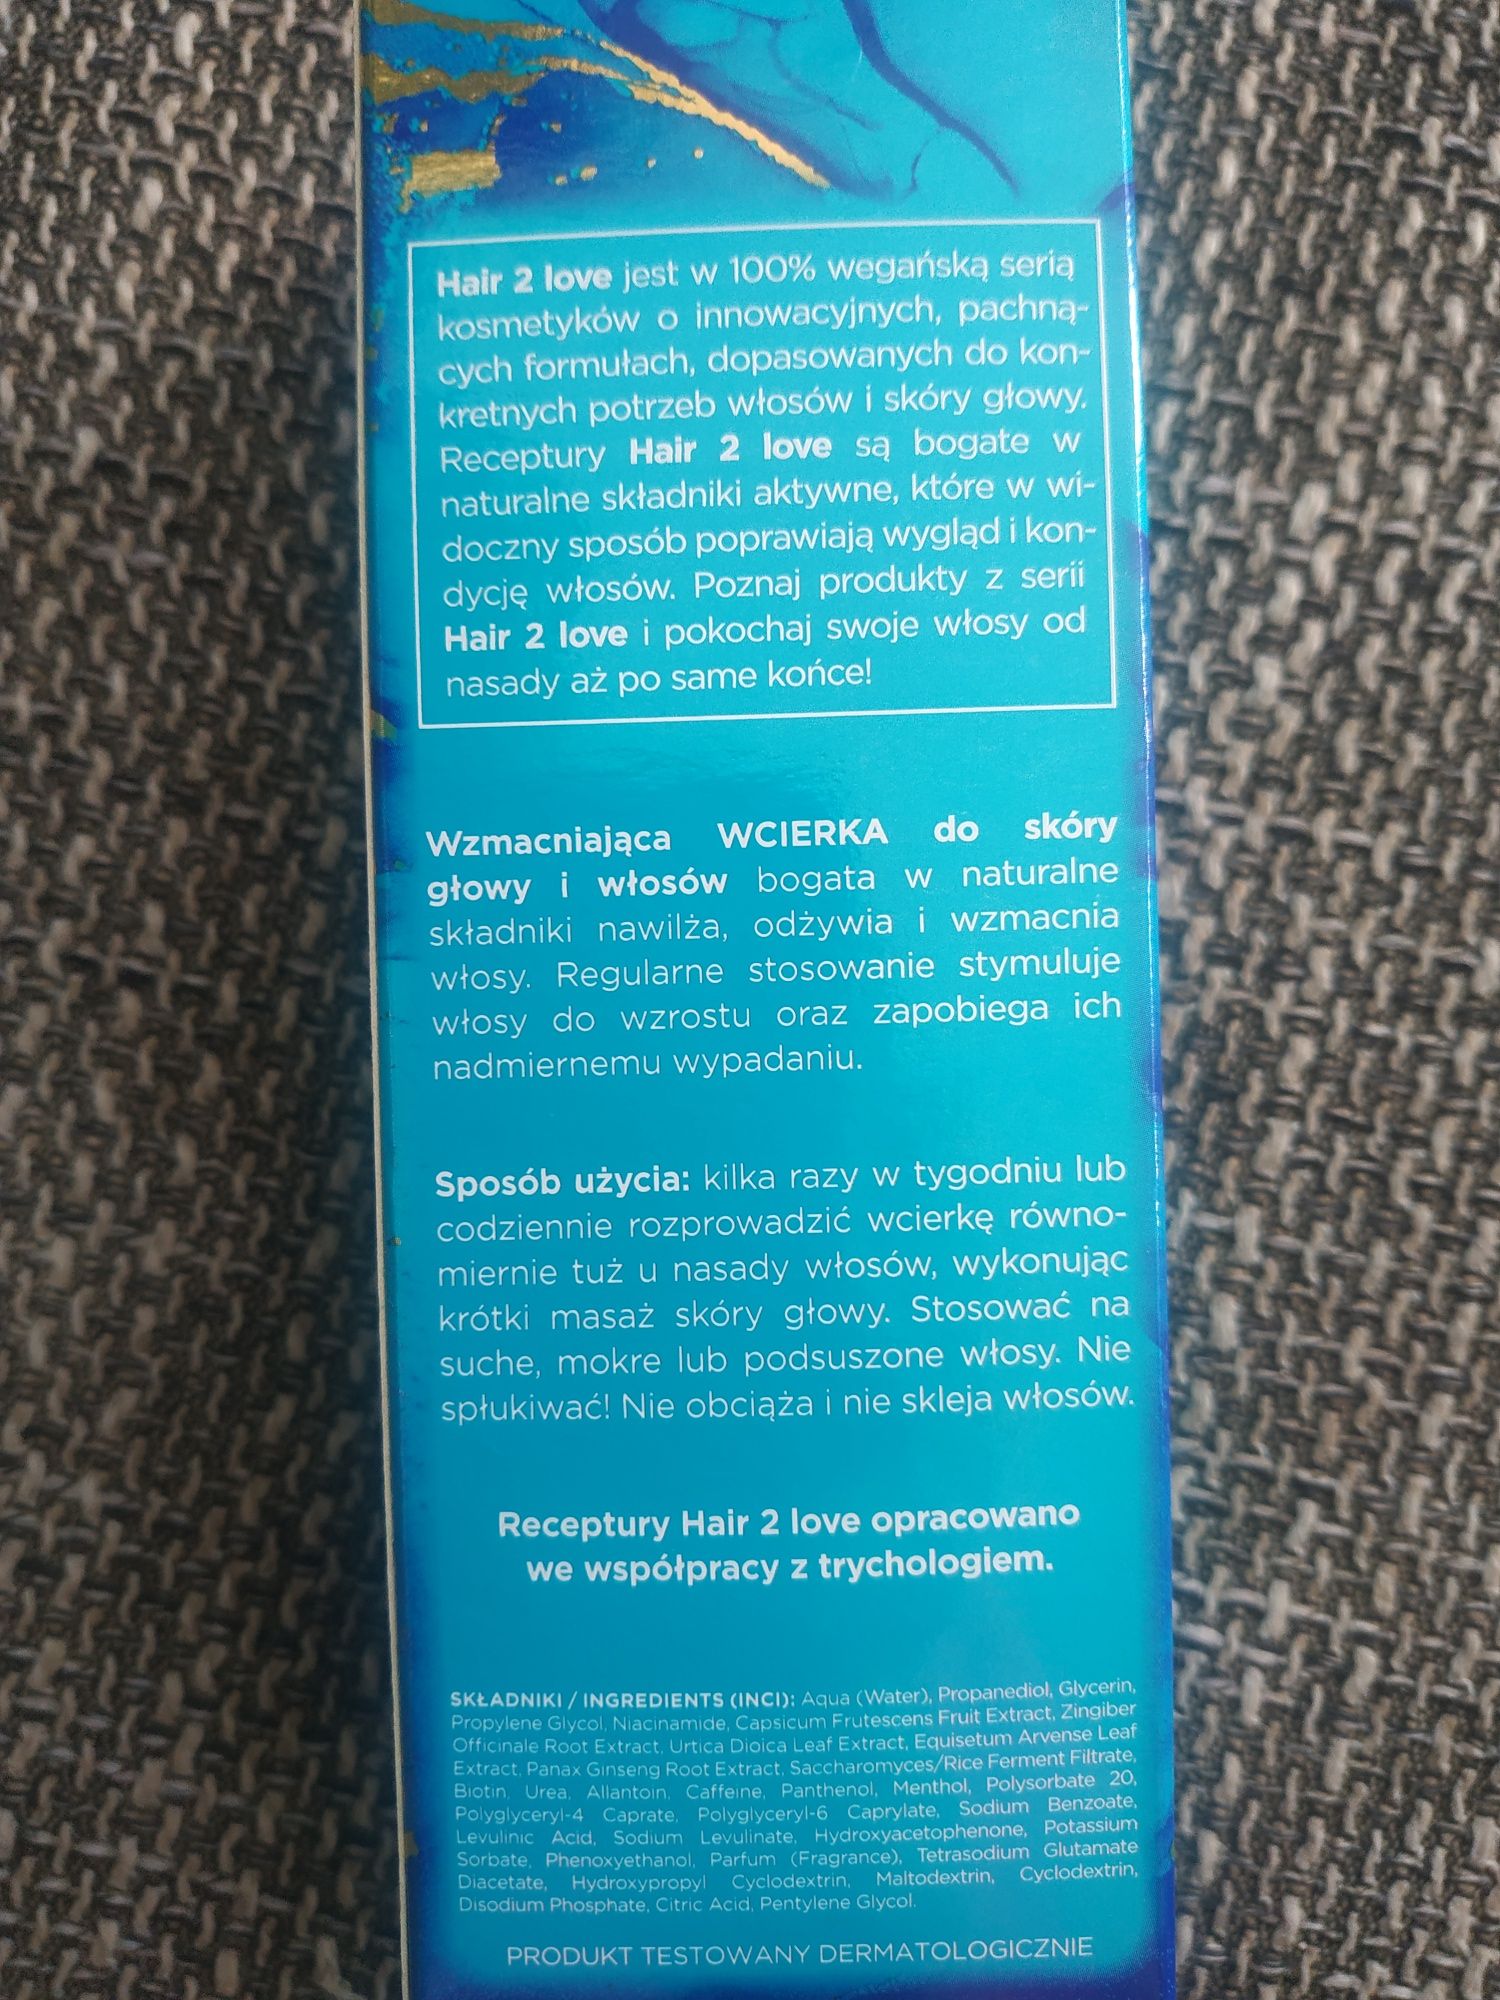 Hair 2 love jest w 100% wegańską serią
kosmetyków o innowacyjnych, pachną-
cych formułach, dopasowanych do kon-
kretnych potrzeb włosów i skóry głowy.
Receptury Hair 2 love są bogate w
naturalne składniki aktywne, które w wi-
doczny sposób poprawiają wygląd i kon-
dycję włosów. Poznaj produkty z serii
Hair 2 love i pokochaj swoje włosy od
nasady aż po same końce!
Wzmacniająca WCIERKA do skóry
głowy i włosów bogata w naturalne
składniki nawilża, odżywia i wzmacnia
włosy. Regularne stosowanie stymuluje
włosy do wzrostu oraz zapobiega ich
nadmiernemu wypadaniu.
Sposób użycia: kilka razy w tygodniu lub
codziennie rozprowadzić wcierkę równo-
miernie tuż u nasady włosów, wykonując
krótki masaż skóry głowy. Stosować na
suche, mokre lub podsuszone włosy. Nie
spłukiwać! Nie obciąża i nie skleja włosów.
Receptury Hair 2 love opracowano
we współpracy z trychologiem.
SKŁADNIKI / INGREDIENTS (INCI): Aqua (Water), Propanediol, Glycerin,
Propylene Glycol, Niacinamide, Capsicum Frutescens Fruit Extract, Zingiber
Officinale Root Extract, Urtica Dioica Leaf Extract, Equisetum Arvense Leaf
Extract, Panax Ginseng Root Extract, Saccharomyces/Rice Ferment Filtrate,
Biotin, Urea, Allantoin, Caffeine, Panthenol, Menthol, Polysorbate 20,
Polyglyceryl-4 Caprate, Polyglyceryl-6 Caprylate, Sodium Benzoate,
Levulinic Acid, Sodium Levulinate, Hydroxyacetophenone, Potassium
Sorbate, Phenoxyethanol, Parfum (Fragrance), Tetrasodium Glutamate
Diacetate, Hydroxypropyl Cyclodextrin, Maltodextrin, Cyclodextrin,
Disodium Phosphate, Citric Acid, Pentylene Glycol.
PRODUKT TESTOWANY DERMATOLOGICZNIE